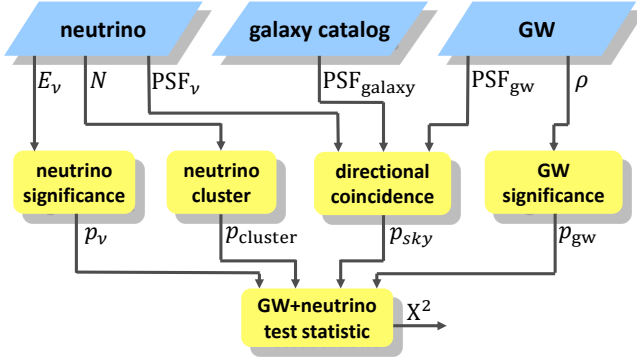 neutrino
galaxy catalog
GW
E_ν
N
PSF_ν
PSF_galaxy
PSF_gw
ρ
neutrino
significance
neutrino
cluster
directional
coincidence
GW
significance
p_ν
p_cluster
p_sky
p_gw
GW+neutrino
test statistic
X²